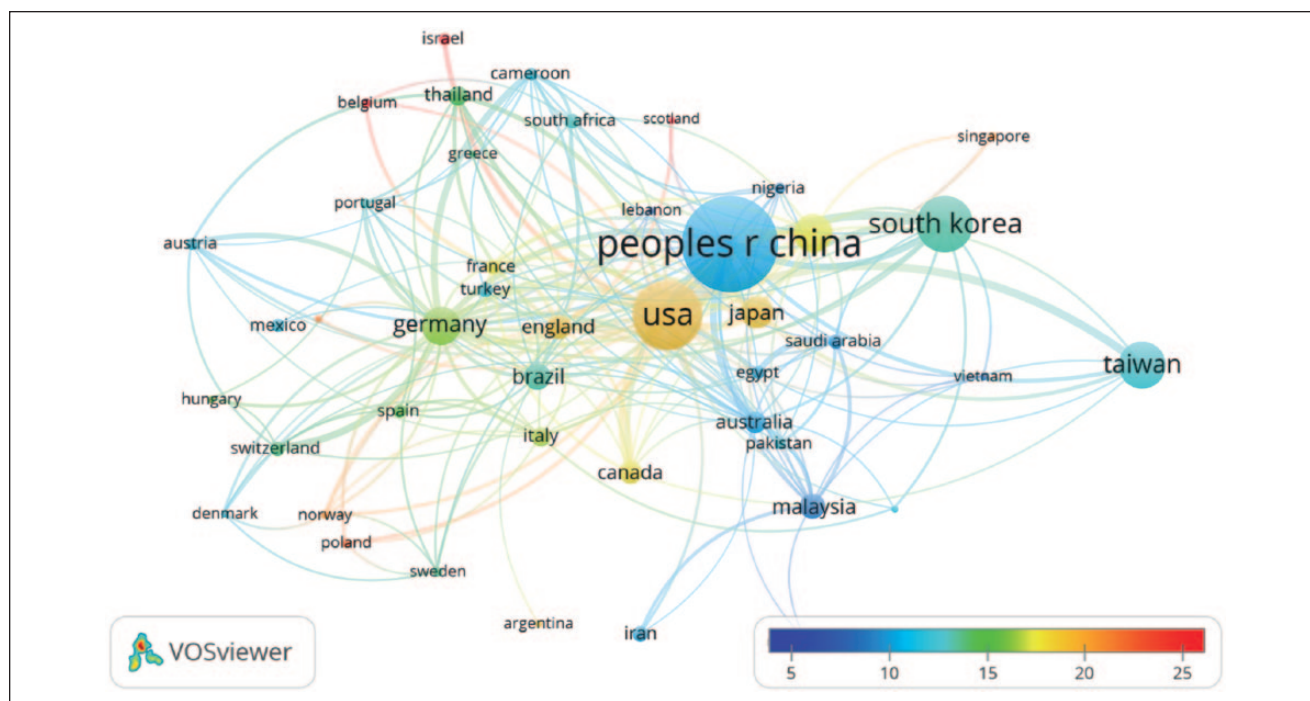 israel
cameroon
thailand
belgium
south africa
scotland
singapore
greece
nigeria
portugal
lebanon
south korea
peoples r china
austria
france
turkey
usa
japan
mexico
germany
england
saudi arabia
taiwan
brazil
egypt
vietnam
hungary
spain
australia
italy
pakistan
switzerland
canada
malaysia
denmark
norway
poland
sweden
argentina
iran
VOSviewer
5 10 15 20 25